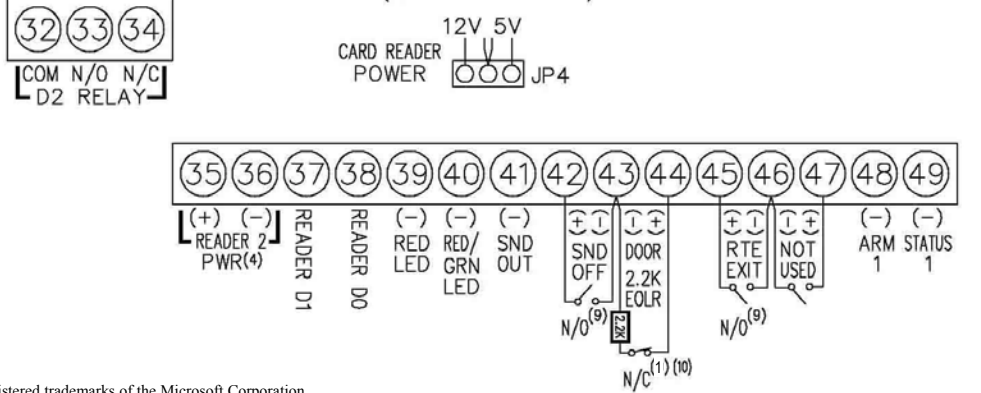 32 33 34
COM N/O N/C
D2 RELAY
12V 5V
CARD READER
POWER
JP4
35 36 37 38 39 40 41 42 43 44 45 46 47 48 49
(+) (-)
READER 2
PWR(4)
READER D1
READER D0
(-)
RED
LED
(-)
RED/
GRN
LED
(-)
SND
OUT
(+) (-)
SND
OFF
N/O(9)
(-) (+)
DOOR
2.2K
EOLR
2.2K
N/C(1)(10)
(+) (-)
RTE
EXIT
N/O(9)
(-) (+)
NOT
USED
(-)
ARM
1
(-)
STATUS
1
istered trademarks of the Microsoft Corporation